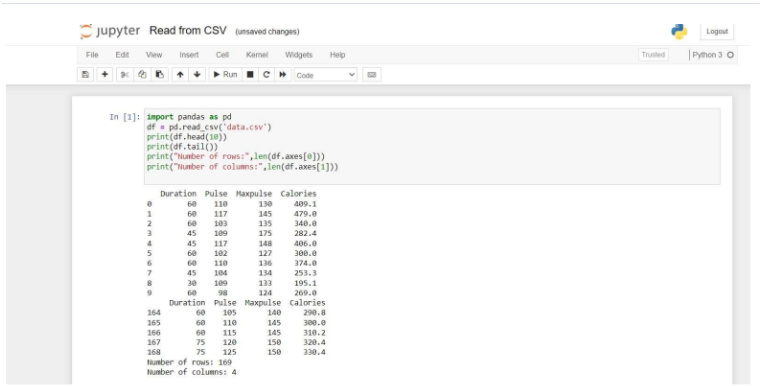 jupyter Read from CSV (unsaved changes)
Logout
File Edit View Insert Cell Kernel Widgets Help
Trusted Python 3
Run Code
In [1]: import pandas as pd
df = pd.read_csv('data.csv')
print(df.head(10))
print(df.tail())
print("Number of rows:",len(df.axes[0]))
print("Number of columns:",len(df.axes[1]))
Duration Pulse Maxpulse Calories
0 60 110 130 409.1
1 60 117 145 479.0
2 60 103 135 340.0
3 45 109 175 282.4
4 45 117 148 406.0
5 60 102 127 300.0
6 60 110 136 374.0
7 45 104 134 253.3
8 30 109 133 195.1
9 60 98 124 269.0
Duration Pulse Maxpulse Calories
164 60 105 140 290.8
165 60 110 145 300.0
166 60 115 145 310.2
167 75 120 150 320.4
168 75 125 150 330.4
Number of rows: 169
Number of columns: 4